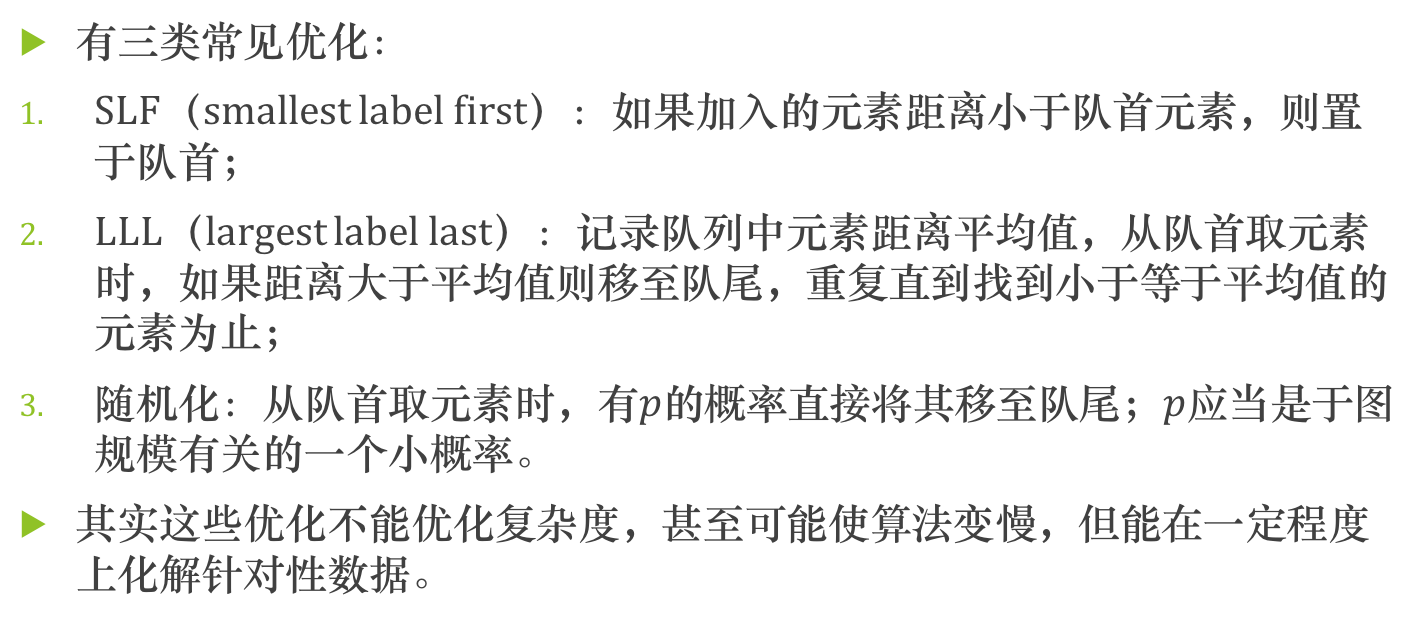 ▶ 有三类常见优化：
1. SLF（smallest label first）：如果加入的元素距离小于队首元素，则置
于队首；
2. LLL（largest label last）：记录队列中元素距离平均值，从队首取元素
时，如果距离大于平均值则移至队尾，重复直到找到小于等于平均值的
元素为止；
3. 随机化：从队首取元素时，有p的概率直接将其移至队尾；p应当是于图
规模有关的一个小概率。
▶ 其实这些优化不能优化复杂度，甚至可能使算法变慢，但能在一定程度
上化解针对性数据。